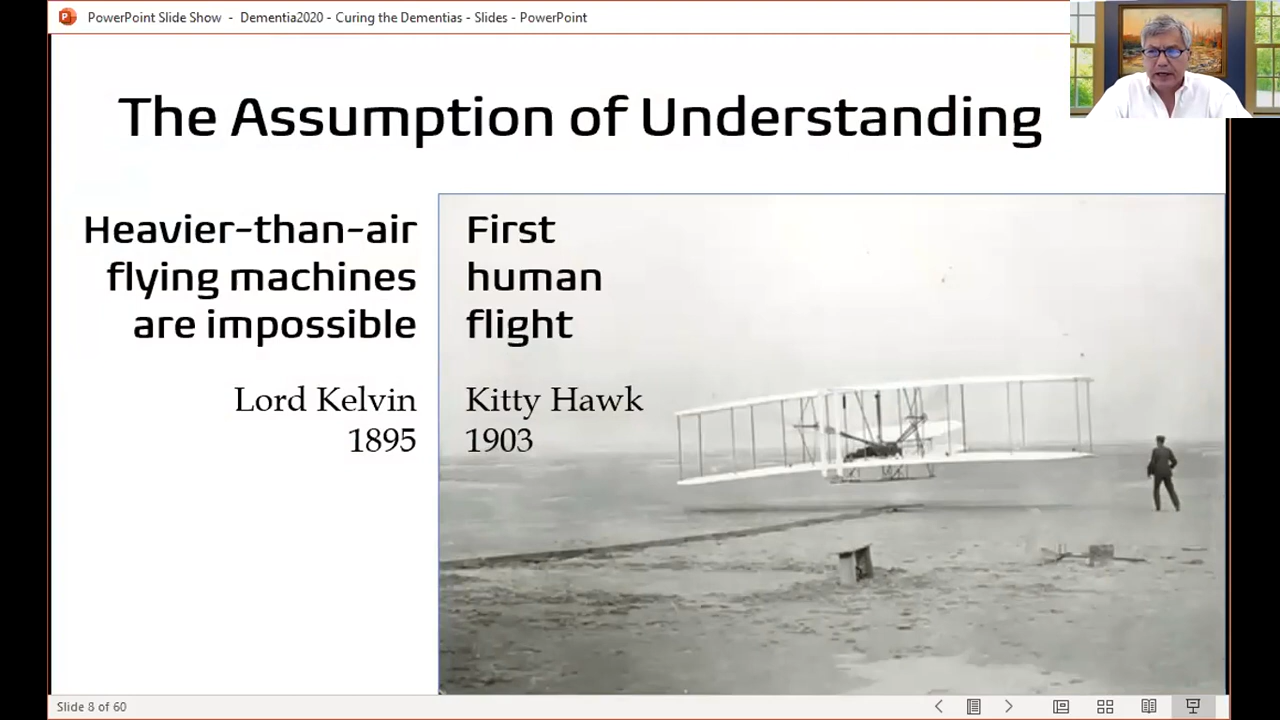 PowerPoint Slide Show - Dementia2020 - Curing the Dementias - Slides - PowerPoint
The Assumption of Understanding
Heavier-than-air
flying machines
are impossible
Lord Kelvin
1895
First
human
flight
Kitty Hawk
1903
Slide 8 of 60